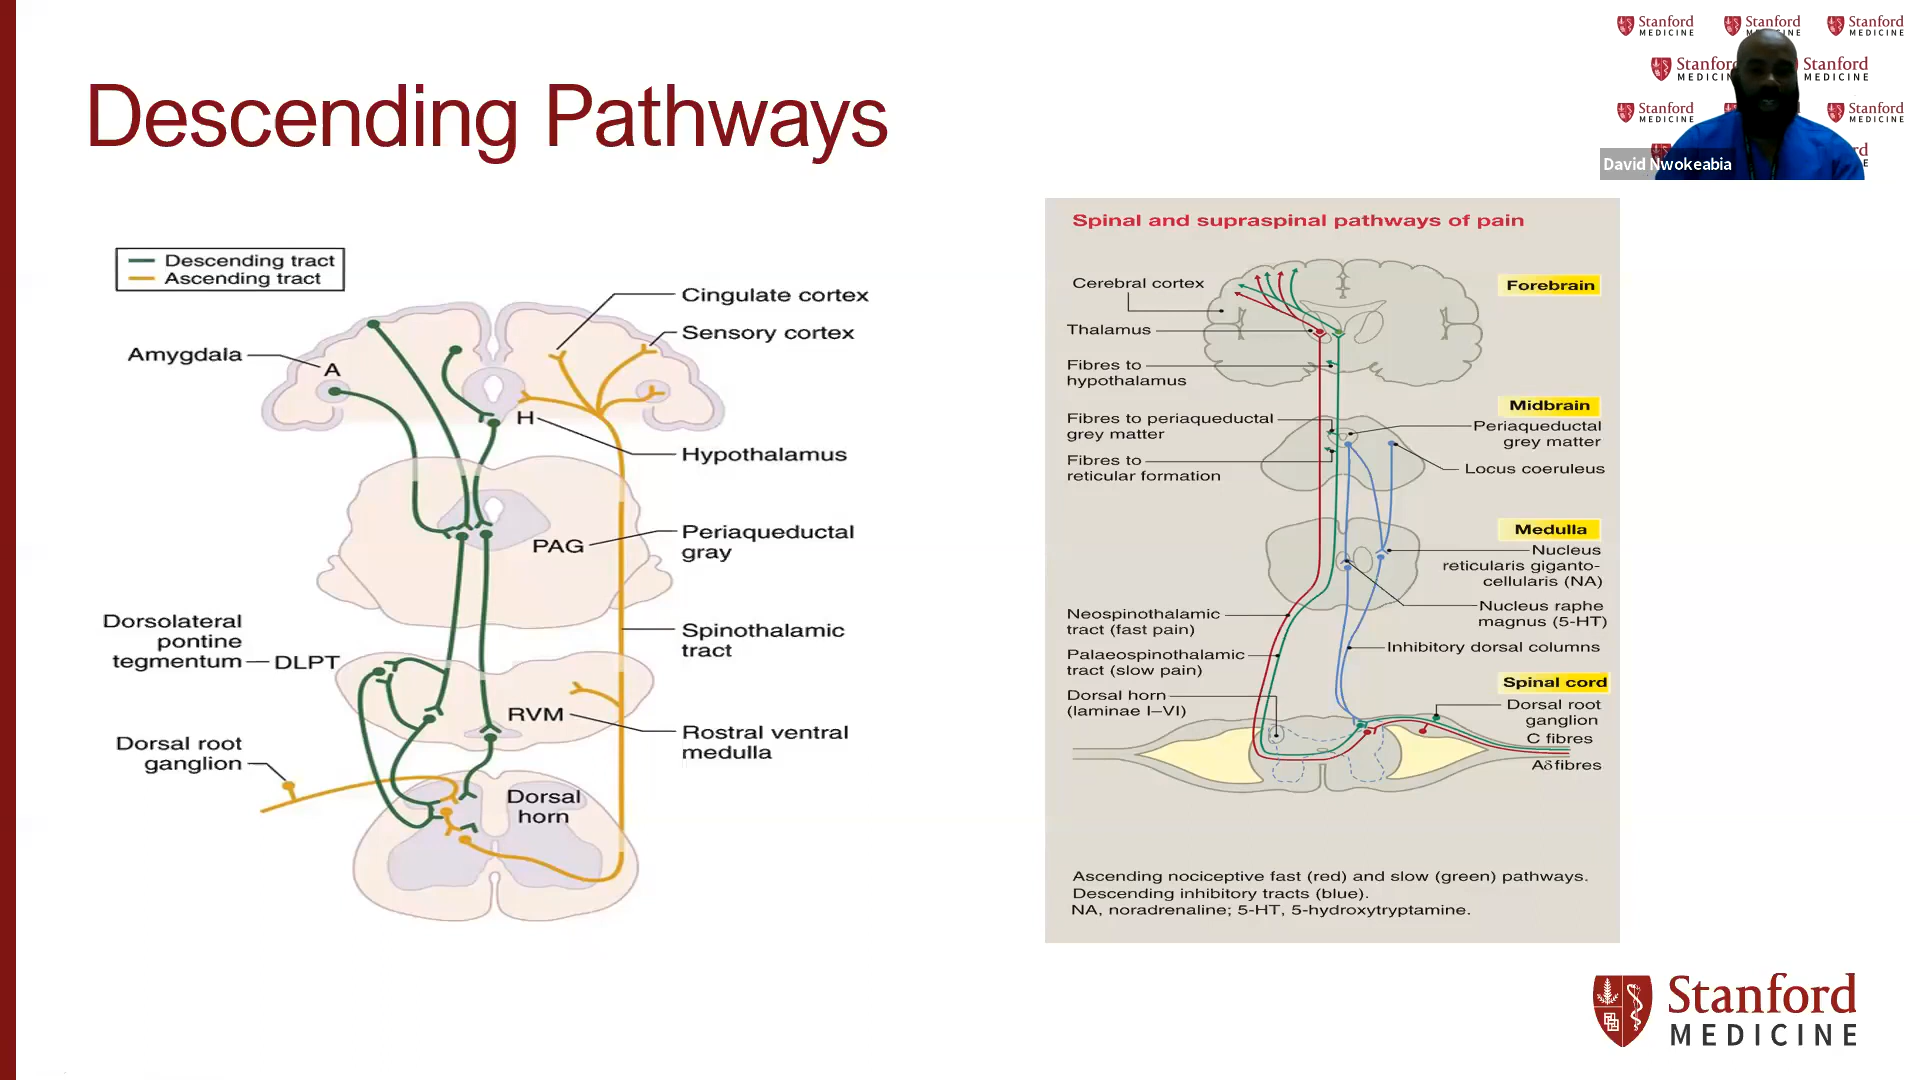 Descending Pathways
Stanford
MEDICINE
Stanford
MEDICINE
Stanford
MEDICINE
Stanford
MEDICINE
Stanford
MEDICINE
Stanford
MEDICINE
Stanford
MEDICINE
David Nwokeabia
Descending tract
Ascending tract
Cingulate cortex
Sensory cortex
Amygdala
A
H
Hypothalamus
PAG
Periaqueductal
gray
Dorsolateral
pontine
tegmentum
DLPT
Spinothalamic
tract
RVM
Rostral ventral
medulla
Dorsal root
ganglion
Dorsal
horn
Spinal and supraspinal pathways of pain
Cerebral cortex
Forebrain
Thalamus
Fibres to
hypothalamus
Midbrain
Fibres to periaqueductal
grey matter
Periaqueductal
grey matter
Fibres to
reticular formation
Locus coeruleus
Medulla
Nucleus
reticularis giganto-
cellularis (NA)
Nucleus raphe
magnus (5-HT)
Neospinothalamic
tract (fast pain)
Inhibitory dorsal columns
Palaeospinothalamic
tract (slow pain)
Spinal cord
Dorsal horn
(laminae I–VI)
Dorsal root
ganglion
C fibres
Aδ fibres
Ascending nociceptive fast (red) and slow (green) pathways.
Descending inhibitory tracts (blue).
NA, noradrenaline; 5-HT, 5-hydroxytryptamine.
Stanford
MEDICINE